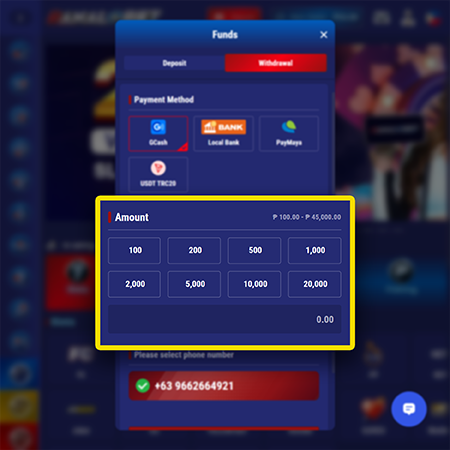 Funds
Deposit Withdrawal
Payment Method
GCash
BANK
Local Bank
PayMaya
USDT TRC20
Amount ₱ 100.00 - ₱ 45,000.00
100 200 500 1,000
2,000 5,000 10,000 20,000
0.00
Please select phone number
+63 9662664921